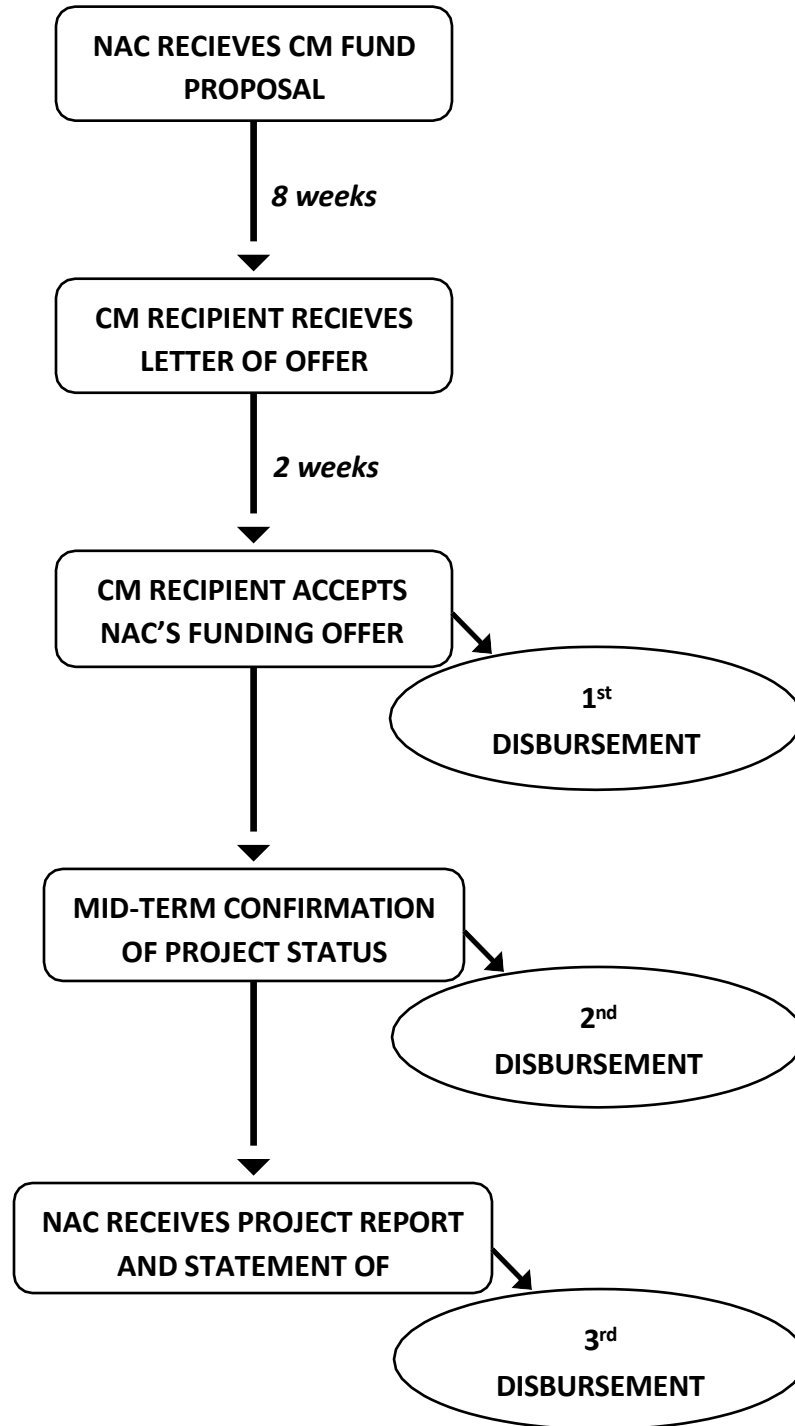 NAC RECIEVES CM FUND
PROPOSAL
8 weeks
CM RECIPIENT RECIEVES
LETTER OF OFFER
2 weeks
CM RECIPIENT ACCEPTS
NAC’S FUNDING OFFER
1st
DISBURSEMENT
MID-TERM CONFIRMATION
OF PROJECT STATUS
2nd
DISBURSEMENT
NAC RECEIVES PROJECT REPORT
AND STATEMENT OF
3rd
DISBURSEMENT